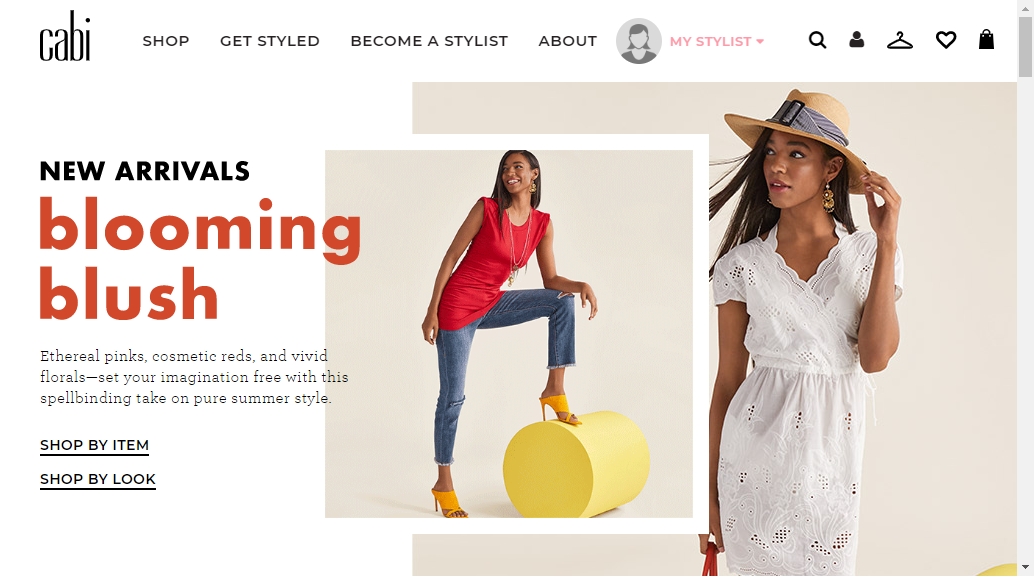 cabi
SHOP
GET STYLED
BECOME A STYLIST
ABOUT
MY STYLIST
NEW ARRIVALS
blooming
blush
Ethereal pinks, cosmetic reds, and vivid
florals—set your imagination free with this
spellbinding take on pure summer style.
SHOP BY ITEM
SHOP BY LOOK